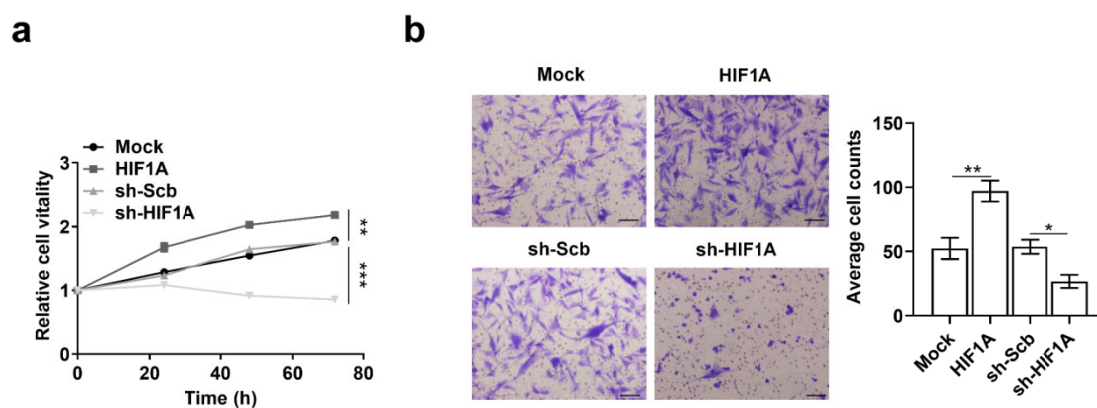 a
Mock
HIF1A
sh-Scb
sh-HIF1A
3
2
1
0
Relative cell vitality
**
***
0 20 40 60 80
Time (h)
b
Mock HIF1A
sh-Scb sh-HIF1A
150
100
50
0
Average cell counts
**
*
Mock
HIF1A
sh-Scb
sh-HIF1A